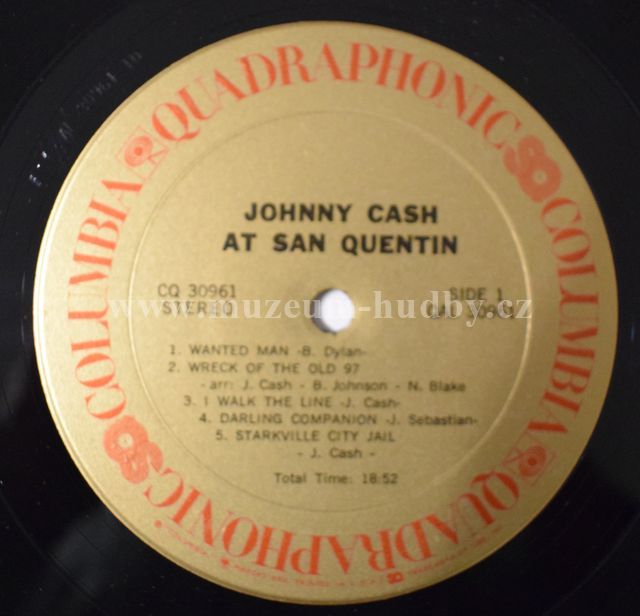 COLUMBIA QUADRAPHONIC SQ COLUMBIA QUADRAPHONIC SQ
JOHNNY CASH
AT SAN QUENTIN
CQ 30961
STEREO
SIDE 1
www.muzeum-hudby.cz
1. WANTED MAN -B. Dylan-
2. WRECK OF THE OLD 97
- arr: J. Cash - B. Johnson - N. Blake
3. I WALK THE LINE -J. Cash-
4. DARLING COMPANION -J. Sebastian-
5. STARKVILLE CITY JAIL
- J. Cash -
Total Time: 18:52